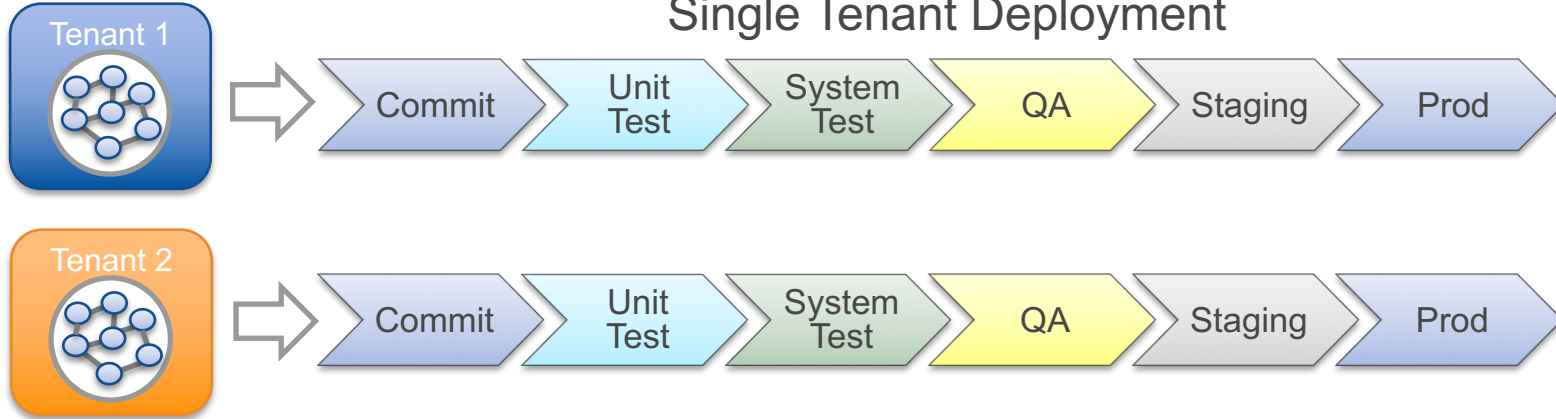 Single Tenant Deployment
Tenant 1
Commit
Unit
Test
System
Test
QA
Staging
Prod
Tenant 2
Commit
Unit
Test
System
Test
QA
Staging
Prod